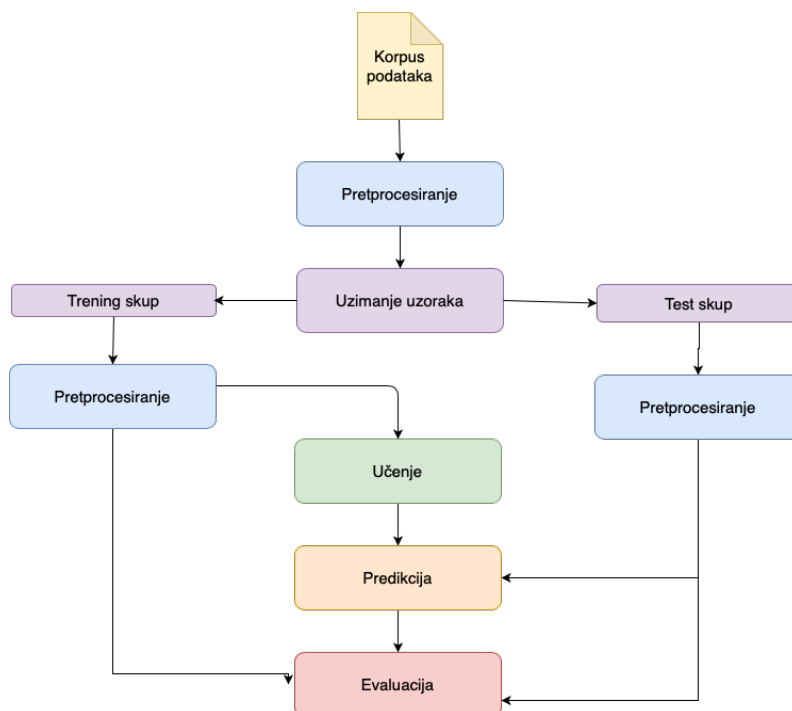 Korpus
podataka
Pretprocesiranje
Trening skup
Uzimanje uzoraka
Test skup
Pretprocesiranje
Pretprocesiranje
Učenje
Predikcija
Evaluacija